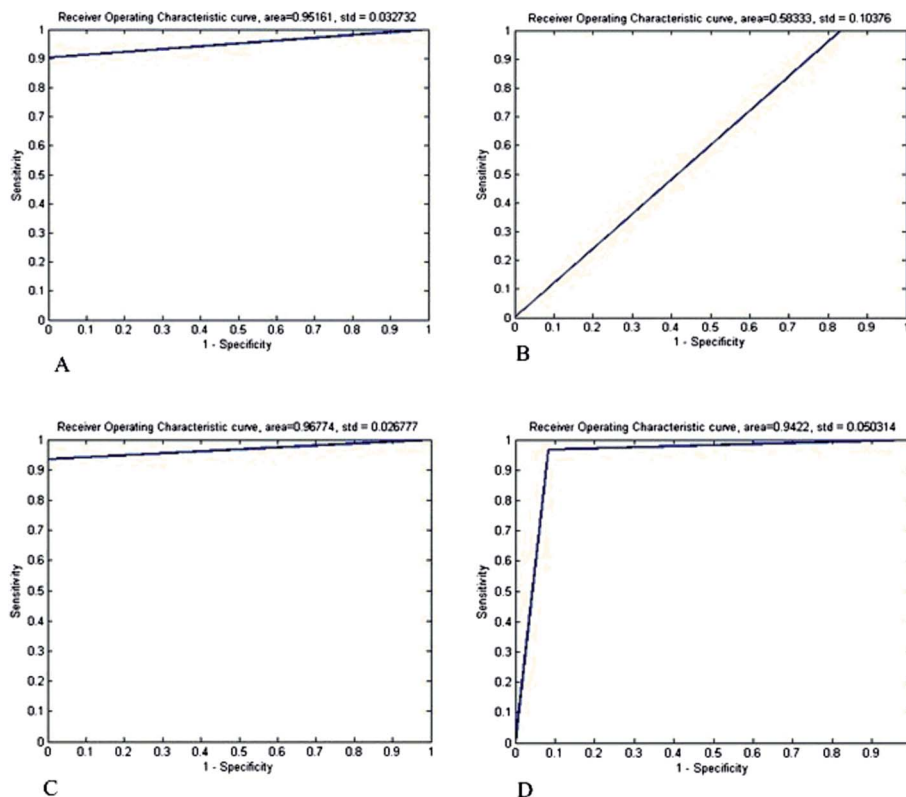 Receiver Operating Characteristic curve, area=0.95161, std = 0.032732
1
0.9
0.8
0.7
0.6
0.5
0.4
0.3
0.2
0.1
0
Sensitivity
0 0.1 0.2 0.3 0.4 0.5 0.6 0.7 0.8 0.9 1
1 - Specificity
A
Receiver Operating Characteristic curve, area=0.58333, std = 0.10376
1
0.9
0.8
0.7
0.6
0.5
0.4
0.3
0.2
0.1
0
Sensitivity
0 0.1 0.2 0.3 0.4 0.5 0.6 0.7 0.8 0.9 1
1 - Specificity
B
Receiver Operating Characteristic curve, area=0.96774, std = 0.026777
1
0.9
0.8
0.7
0.6
0.5
0.4
0.3
0.2
0.1
0
Sensitivity
0 0.1 0.2 0.3 0.4 0.5 0.6 0.7 0.8 0.9 1
1 - Specificity
C
Receiver Operating Characteristic curve, area=0.9422, std = 0.050314
1
0.9
0.8
0.7
0.6
0.5
0.4
0.3
0.2
0.1
0
Sensitivity
0 0.1 0.2 0.3 0.4 0.5 0.6 0.7 0.8 0.9 1
1 - Specificity
D